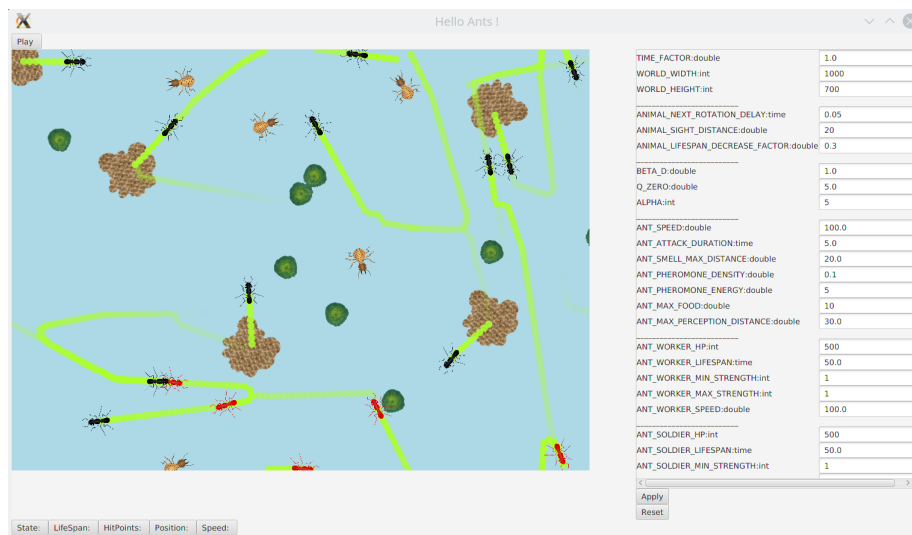 Hello Ants !
Play
TIME_FACTOR:double 1.0
WORLD_WIDTH:int 1000
WORLD_HEIGHT:int 700
ANIMAL_NEXT_ROTATION_DELAY:time 0.05
ANIMAL_SIGHT_DISTANCE:double 20
ANIMAL_LIFESPAN_DECREASE_FACTOR:double 0.3
BETA_D:double 1.0
Q_ZERO:double 5.0
ALPHA:int 5
ANT_SPEED:double 100.0
ANT_ATTACK_DURATION:time 5.0
ANT_SMELL_MAX_DISTANCE:double 20.0
ANT_PHEROMONE_DENSITY:double 0.1
ANT_PHEROMONE_ENERGY:double 5
ANT_MAX_FOOD:double 10
ANT_MAX_PERCEPTION_DISTANCE:double 30.0
ANT_WORKER_HP:int 500
ANT_WORKER_LIFESPAN:time 50.0
ANT_WORKER_MIN_STRENGTH:int 1
ANT_WORKER_MAX_STRENGTH:int 1
ANT_WORKER_SPEED:double 100.0
ANT_SOLDIER_HP:int 500
ANT_SOLDIER_LIFESPAN:time 50.0
ANT_SOLDIER_MIN_STRENGTH:int 1
Apply
Reset
State: LifeSpan: HitPoints: Position: Speed: